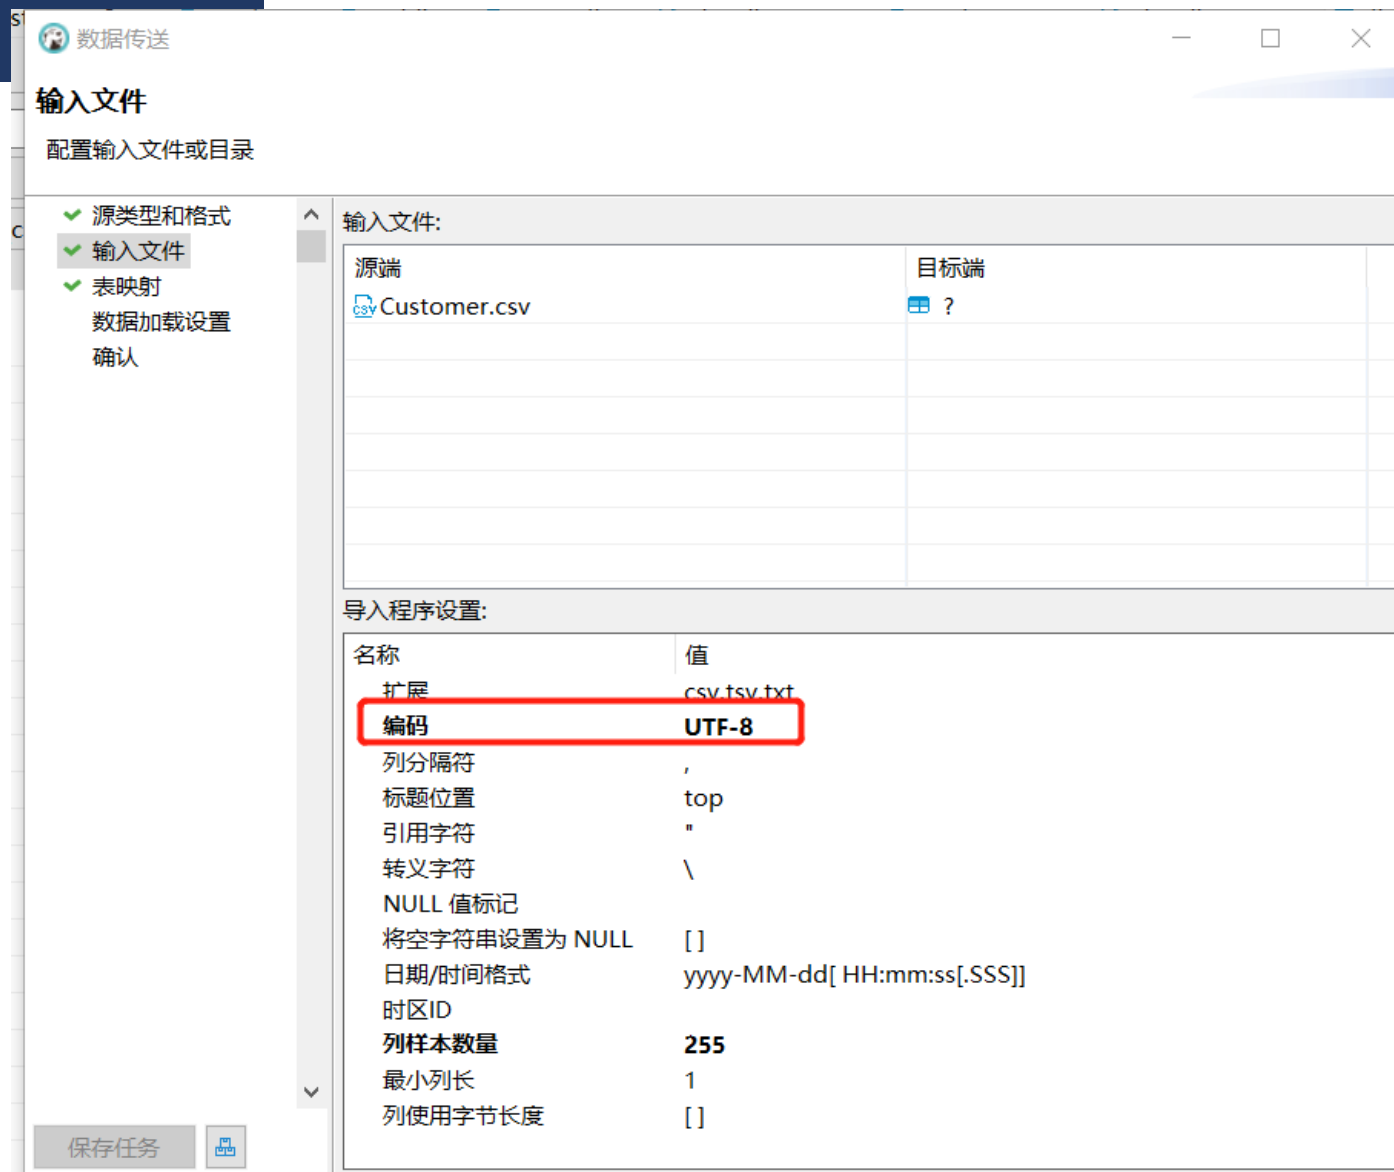 数据传送
输入文件
配置输入文件或目录
源类型和格式
输入文件
表映射
数据加载设置
确认
输入文件:
源端 目标端
Customer.csv ?
导入程序设置:
名称 值
扩展 csv,tsv,txt
编码 UTF-8
列分隔符 ,
标题位置 top
引用字符 "
转义字符 \
NULL 值标记
将空字符串设置为 NULL [ ]
日期/时间格式 yyyy-MM-dd[ HH:mm:ss[.SSS]]
时区ID
列样本数量 255
最小列长 1
列使用字节长度 [ ]
保存任务